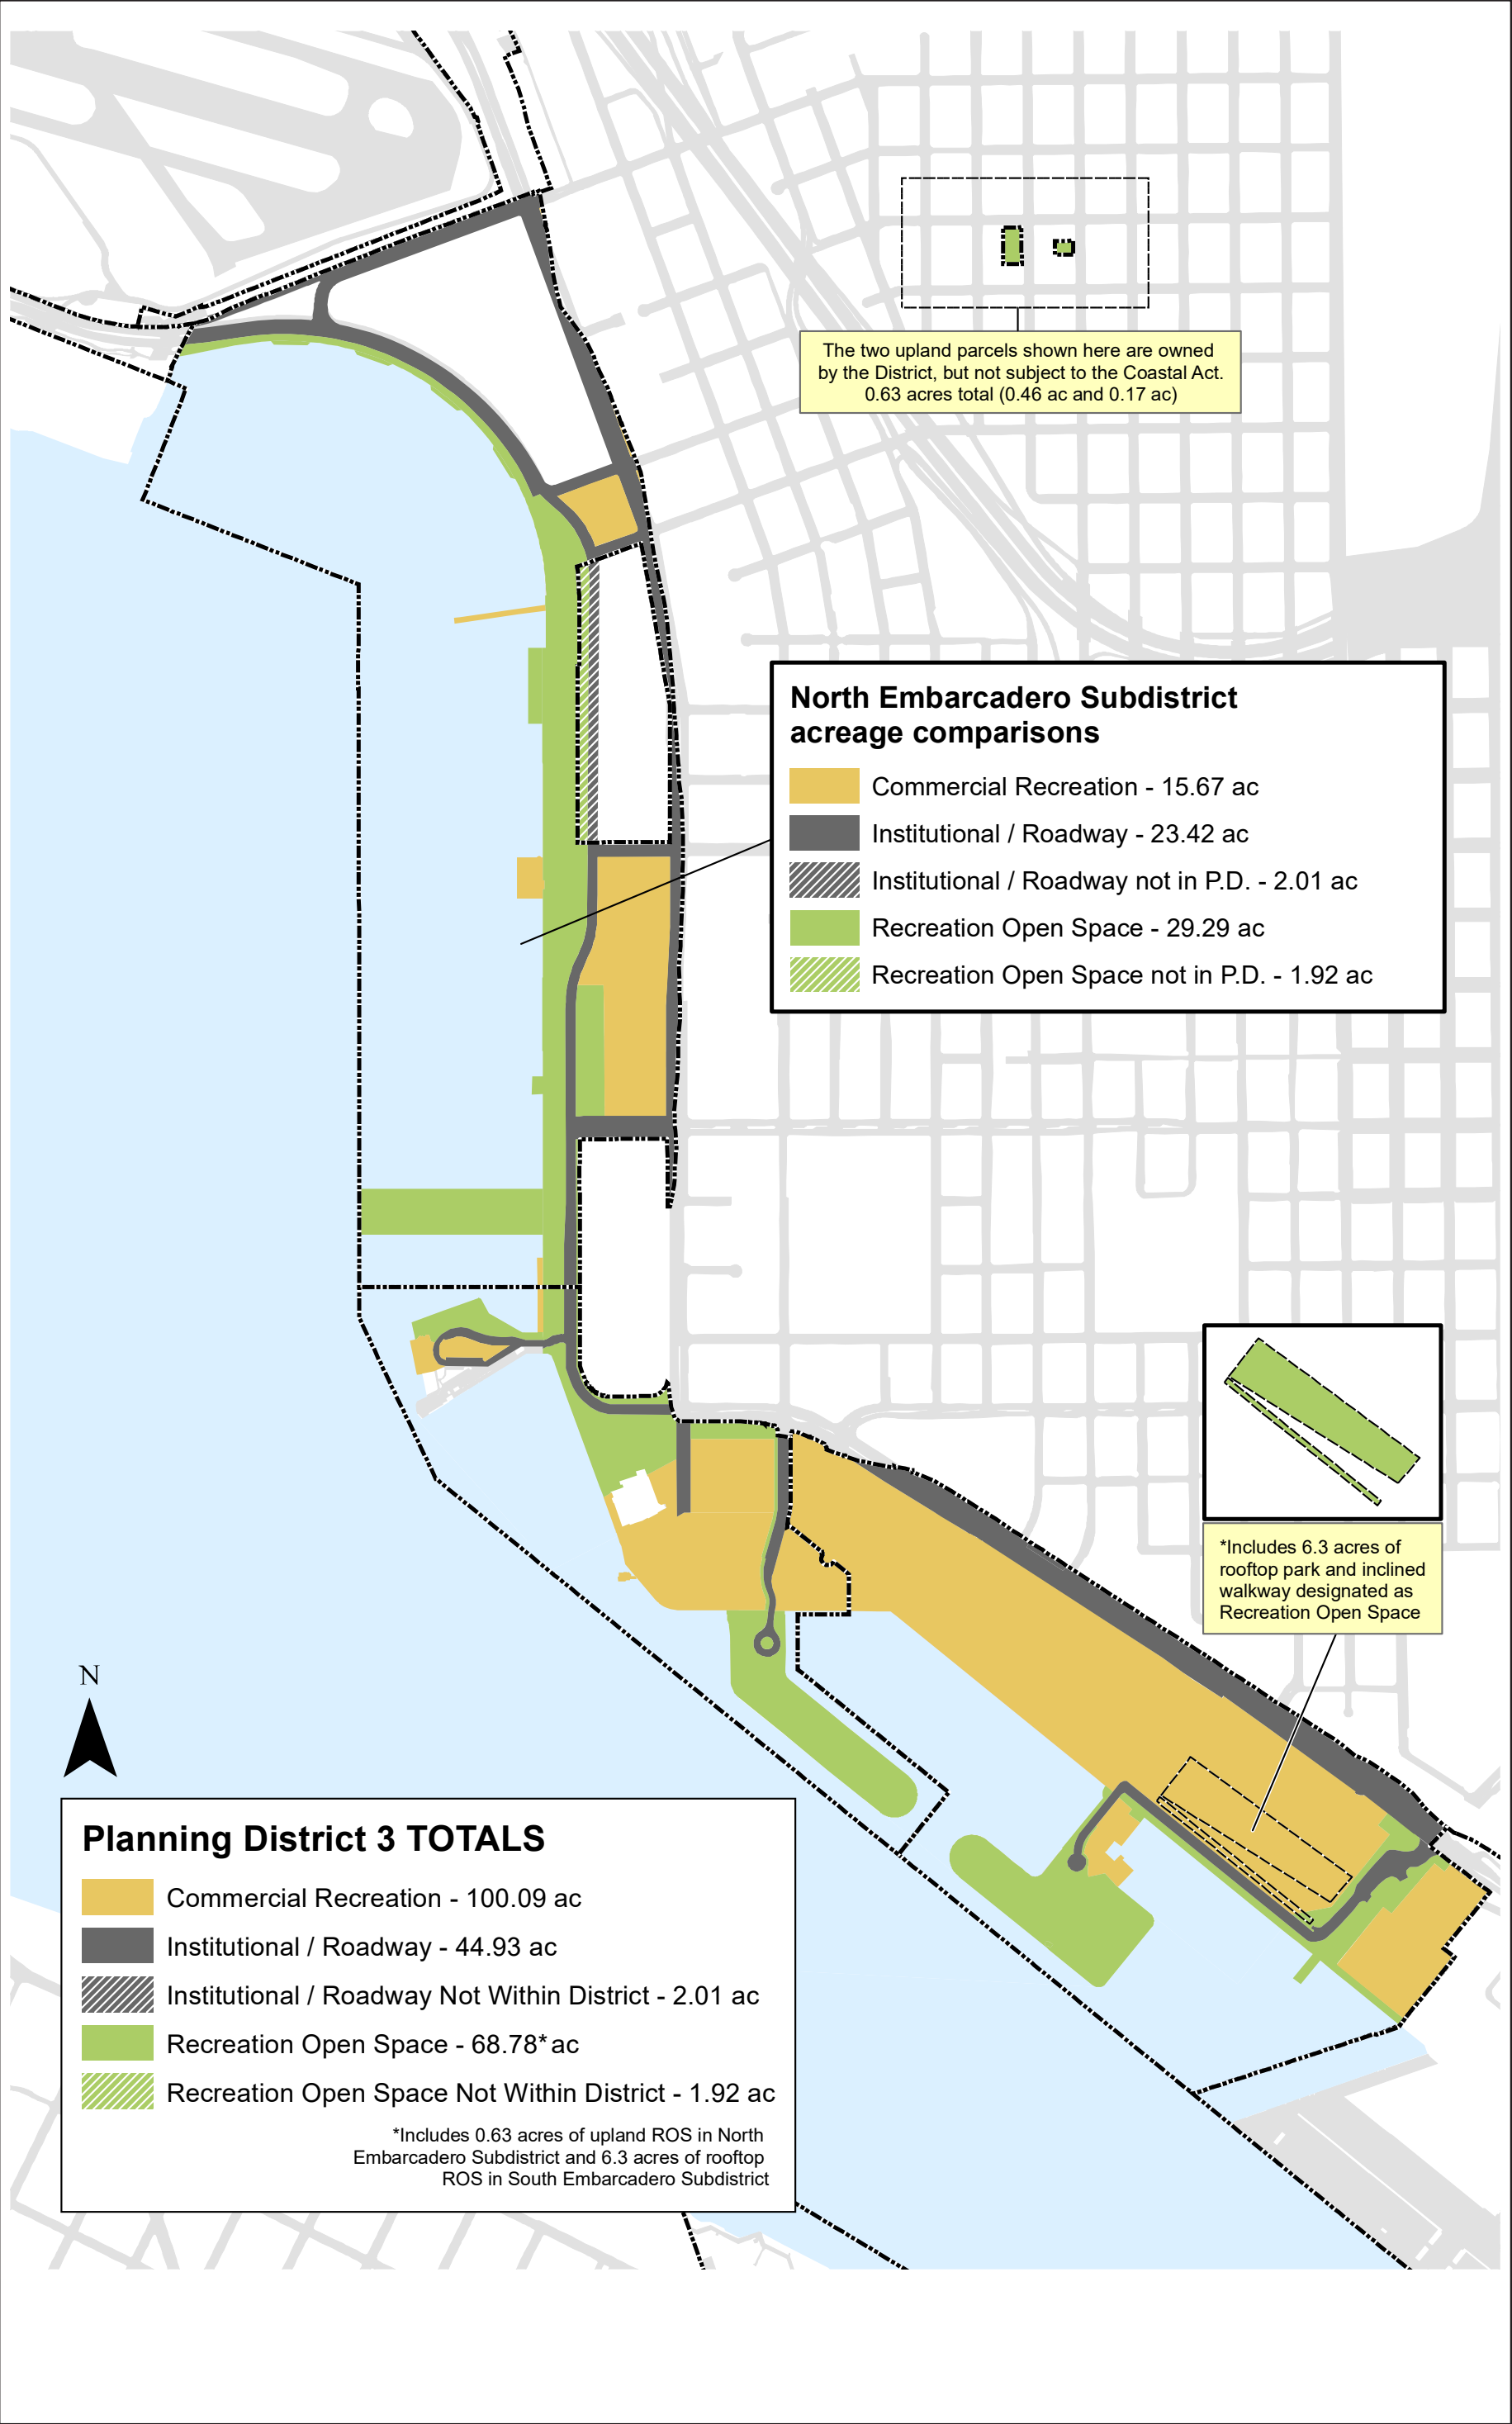 The two upland parcels shown here are owned
by the District, but not subject to the Coastal Act.
0.63 acres total (0.46 ac and 0.17 ac)
North Embarcadero Subdistrict
acreage comparisons
Commercial Recreation - 15.67 ac
Institutional / Roadway - 23.42 ac
Institutional / Roadway not in P.D. - 2.01 ac
Recreation Open Space - 29.29 ac
Recreation Open Space not in P.D. - 1.92 ac
*Includes 6.3 acres of
rooftop park and inclined
walkway designated as
Recreation Open Space
N
Planning District 3 TOTALS
Commercial Recreation - 100.09 ac
Institutional / Roadway - 44.93 ac
Institutional / Roadway Not Within District - 2.01 ac
Recreation Open Space - 68.78* ac
Recreation Open Space Not Within District - 1.92 ac
*Includes 0.63 acres of upland ROS in North
Embarcadero Subdistrict and 6.3 acres of rooftop
ROS in South Embarcadero Subdistrict